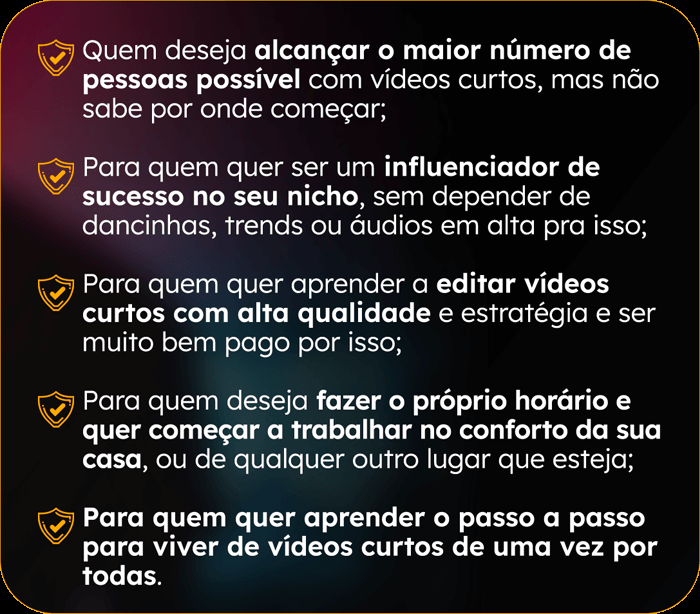 Quem deseja alcançar o maior número de
pessoas possível com vídeos curtos, mas não
sabe por onde começar;
Para quem quer ser um influenciador de
sucesso no seu nicho, sem depender de
dancinhas, trends ou áudios em alta pra isso;
Para quem quer aprender a editar vídeos
curtos com alta qualidade e estratégia e ser
muito bem pago por isso;
Para quem deseja fazer o próprio horário e
quer começar a trabalhar no conforto da sua
casa, ou de qualquer outro lugar que esteja;
Para quem quer aprender o passo a passo
para viver de vídeos curtos de uma vez por
todas.